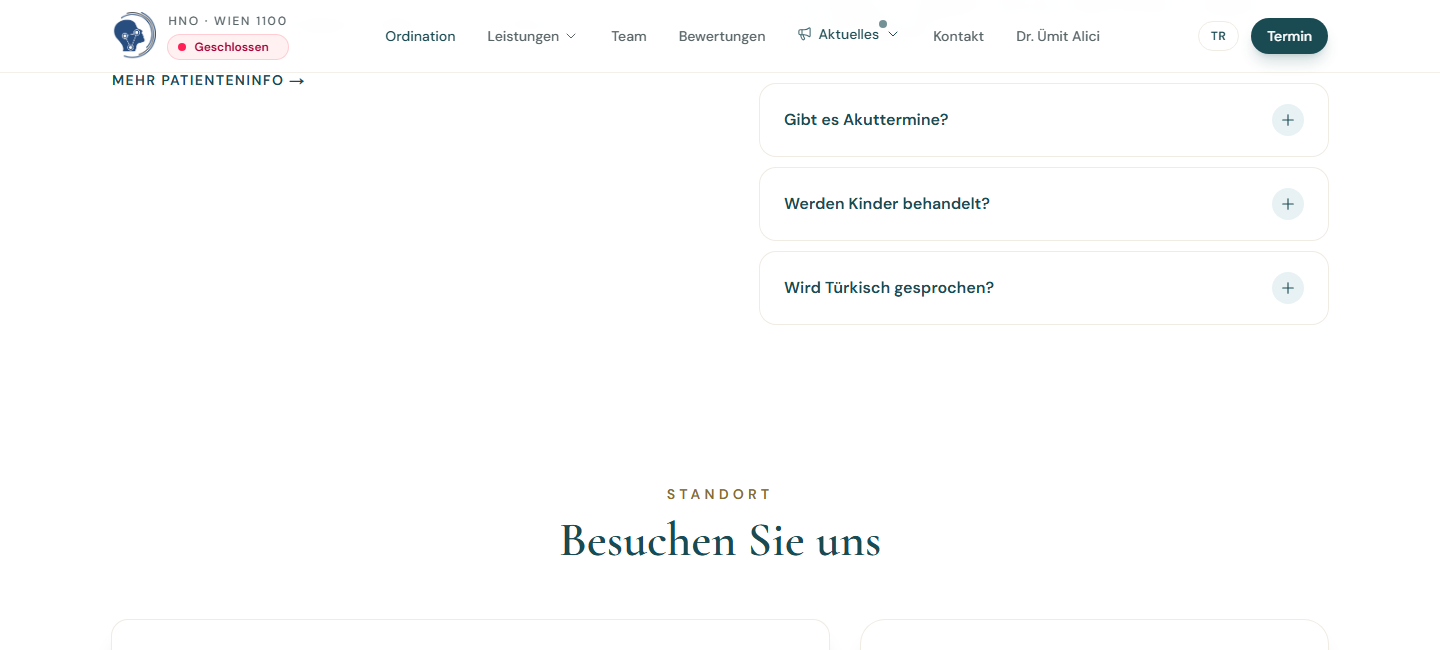 HNO · WIEN 1100
Geschlossen
Ordination
Leistungen
Team
Bewertungen
Aktuelles
Kontakt
Dr. Ümit Alici
TR
Termin
MEHR PATIENTENINFO →
Gibt es Akuttermine?
Werden Kinder behandelt?
Wird Türkisch gesprochen?
STANDORT
Besuchen Sie uns